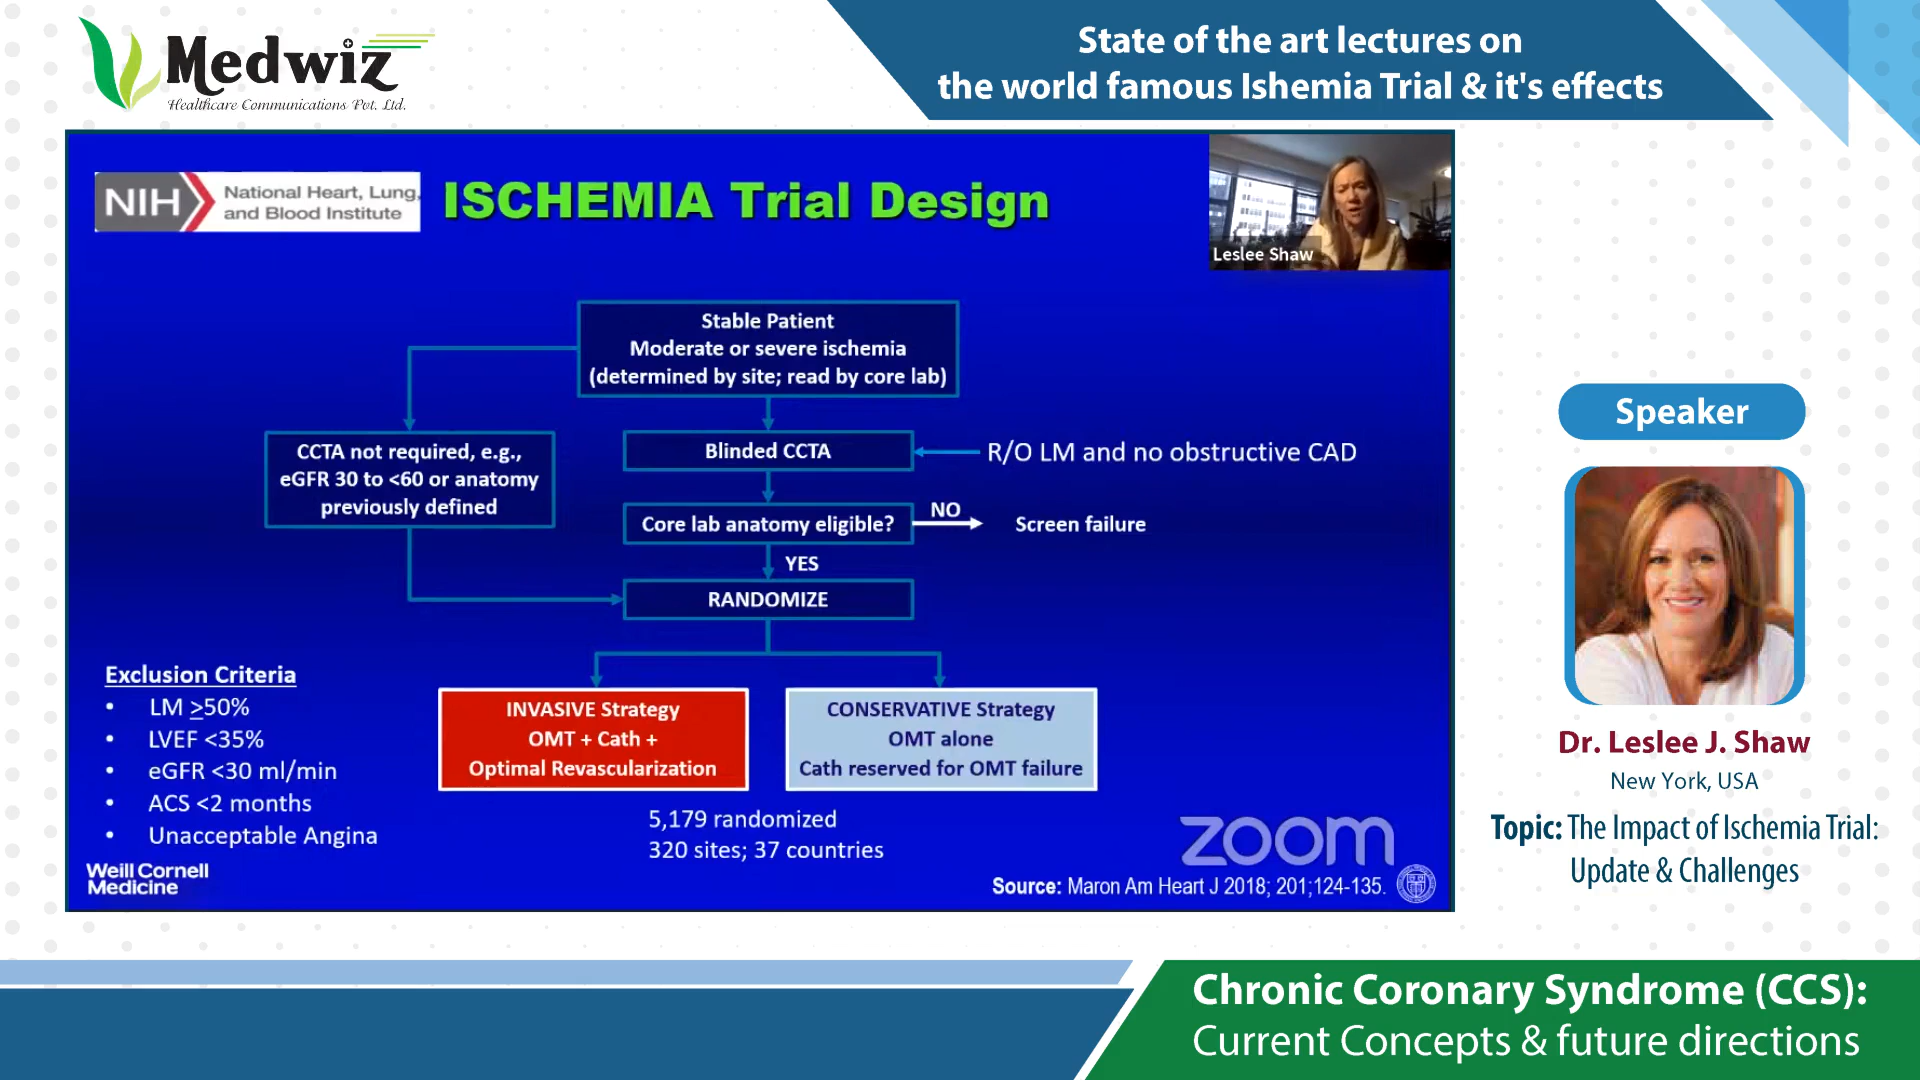 Medwiz
Healthcare Communications Pvt. Ltd.
State of the art lectures on
the world famous Ishemia Trial & it's effects
NIH
National Heart, Lung,
and Blood Institute
ISCHEMIA Trial Design
Leslee Shaw
Stable Patient
Moderate or severe ischemia
(determined by site; read by core lab)
CCTA not required, e.g.,
eGFR 30 to <60 or anatomy
previously defined
Blinded CCTA
R/O LM and no obstructive CAD
Core lab anatomy eligible?
NO
Screen failure
YES
RANDOMIZE
Exclusion Criteria
• LM ≥50%
• LVEF <35%
• eGFR <30 ml/min
• ACS <2 months
• Unacceptable Angina
INVASIVE Strategy
OMT + Cath +
Optimal Revascularization
CONSERVATIVE Strategy
OMT alone
Cath reserved for OMT failure
5,179 randomized
320 sites; 37 countries
Weill Cornell
Medicine
zoom
Source: Maron Am Heart J 2018; 201;124-135.
Speaker
Dr. Leslee J. Shaw
New York, USA
Topic: The Impact of Ischemia Trial:
Update & Challenges
Chronic Coronary Syndrome (CCS):
Current Concepts & future directions